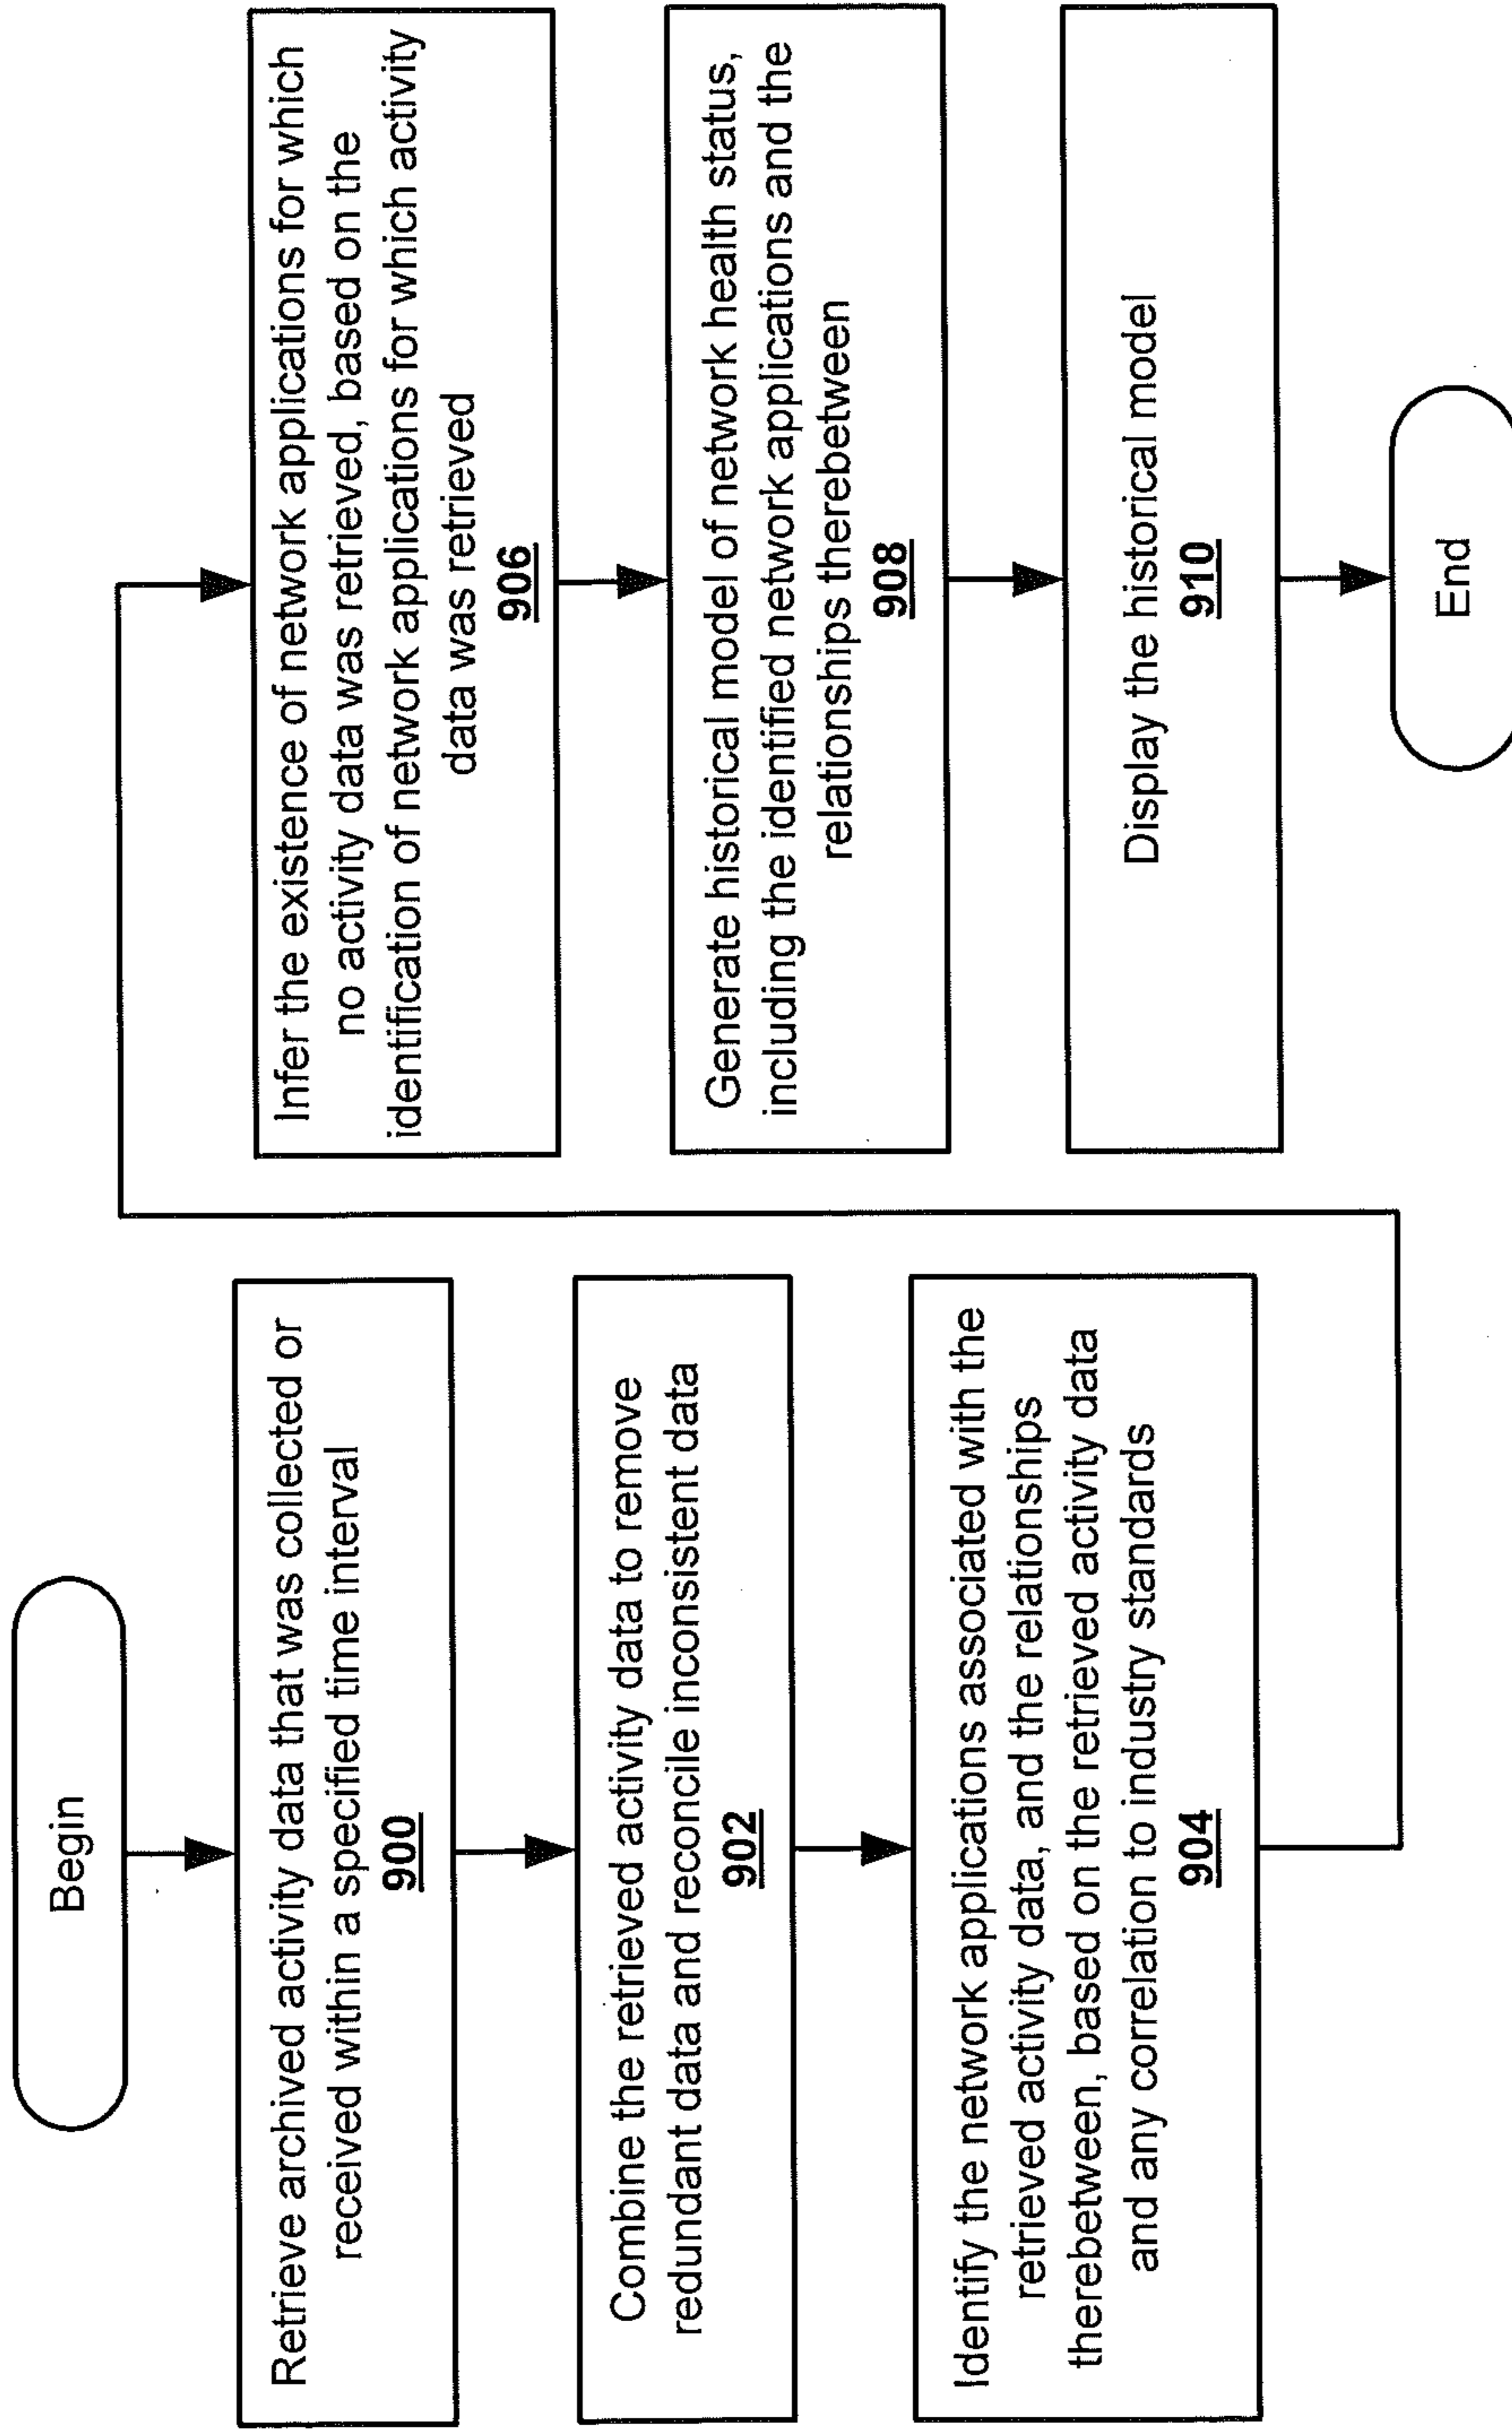 Begin
Retrieve archived activity data that was collected or
received within a specified time interval
900
Combine the retrieved activity data to remove
redundant data and reconcile inconsistent data
902
Identify the network applications associated with the
retrieved activity data, and the relationships
therebetween, based on the retrieved activity data
and any correlation to industry standards
904
Infer the existence of network applications for which
no activity data was retrieved, based on the
identification of network applications for which activity
data was retrieved
906
Generate historical model of network health status,
including the identified network applications and the
relationships therebetween
908
Display the historical model
910
End